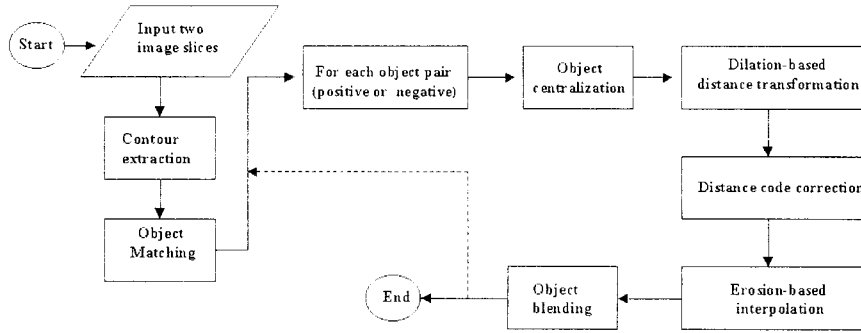 Start
Input two
image slices
Contour
extraction
Object
Matching
For each object pair
(positive or negative)
Object
centralization
Dilation-based
distance transformation
Distance code correction
Erosion-based
interpolation
Object
blending
End